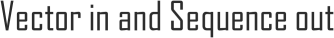 Vector in and Sequence out